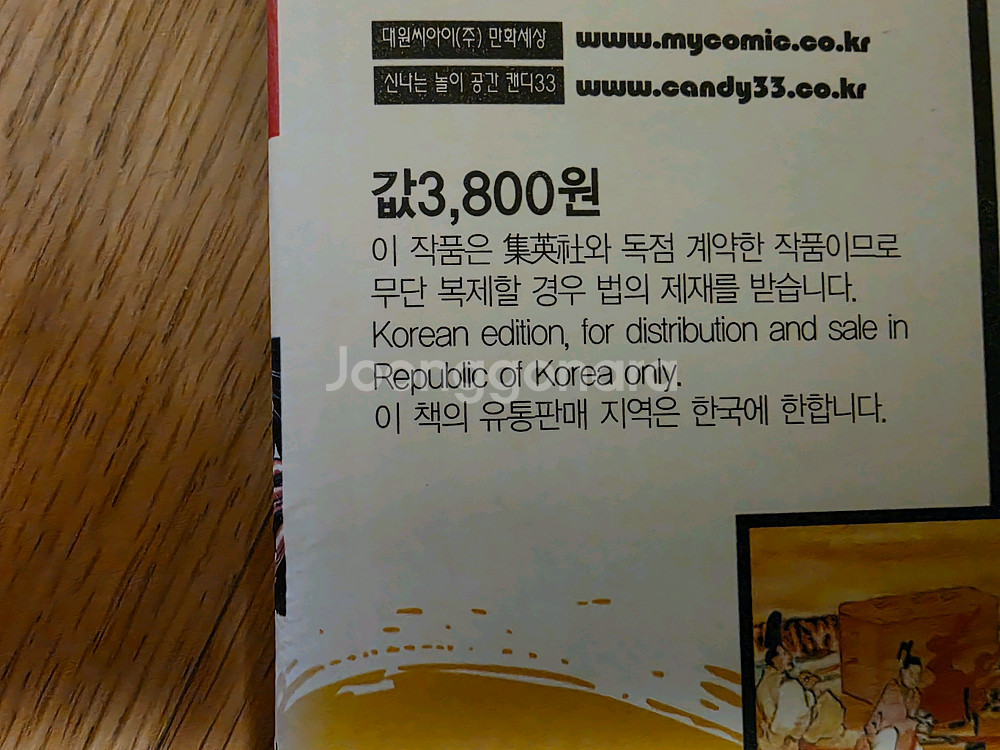 대원씨아이(주) 만화세상 www.mycomic.co.kr
신나는 놀이 공간 캔디33 www.candy33.co.kr
값3,800원
이 작품은 集英社와 독점 계약한 작품이므로
무단 복제할 경우 법의 제재를 받습니다.
Korean edition, for distribution and sale in
Republic of Korea only.
Joonggonara
이 책의 유통판매 지역은 한국에 한합니다.